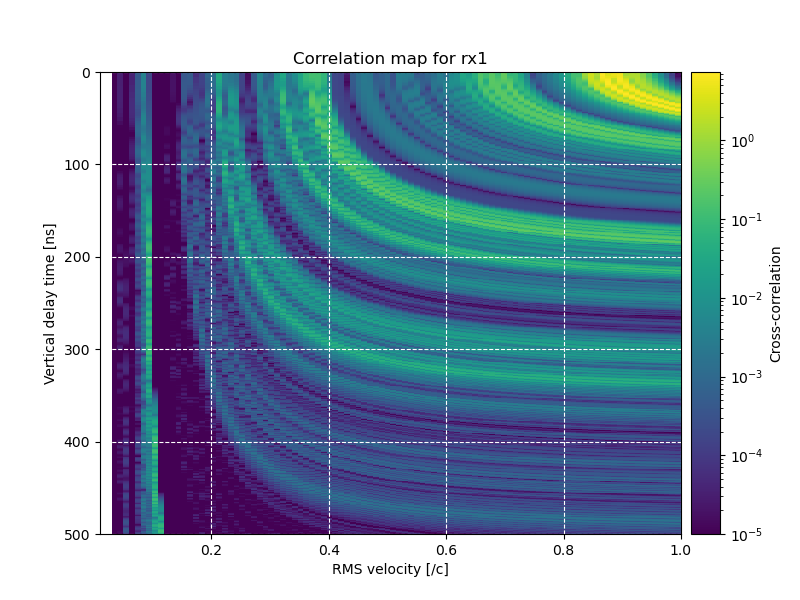 Correlation map for rx1
Vertical delay time [ns]
0
100
200
300
400
500
0.2 0.4 0.6 0.8 1.0
RMS velocity [/c]
10^0
10^-1
10^-2
10^-3
10^-4
10^-5
Cross-correlation